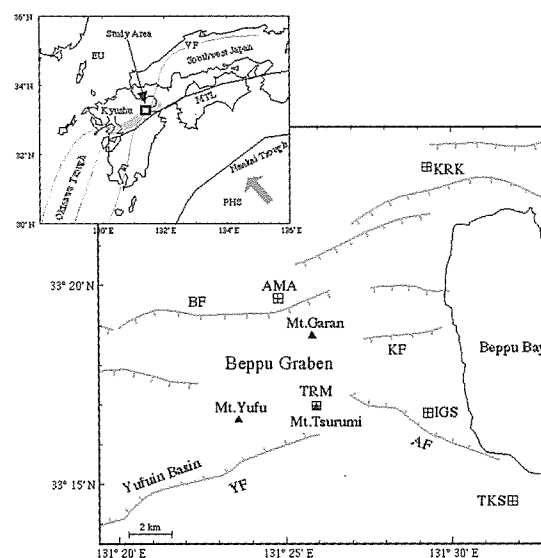 36°N
34°N
32°N
30°N
128°E
130°E
132°E
134°E
136°E
Study Area
EU
V.F
Southwest Japan
Kyushu
MTL
Okinawa Trough
Nankai Trough
PHS
KRK
33°20'N
BF
AMA
Mt.Garan
KF
Beppu Bay
Beppu Graben
TRM
Mt.Yufu
Mt.Tsurumi
IGS
AF
Yufuin Basin
YF
33°15'N
TKS
2 km
131°20'E
131°25'E
131°30'E